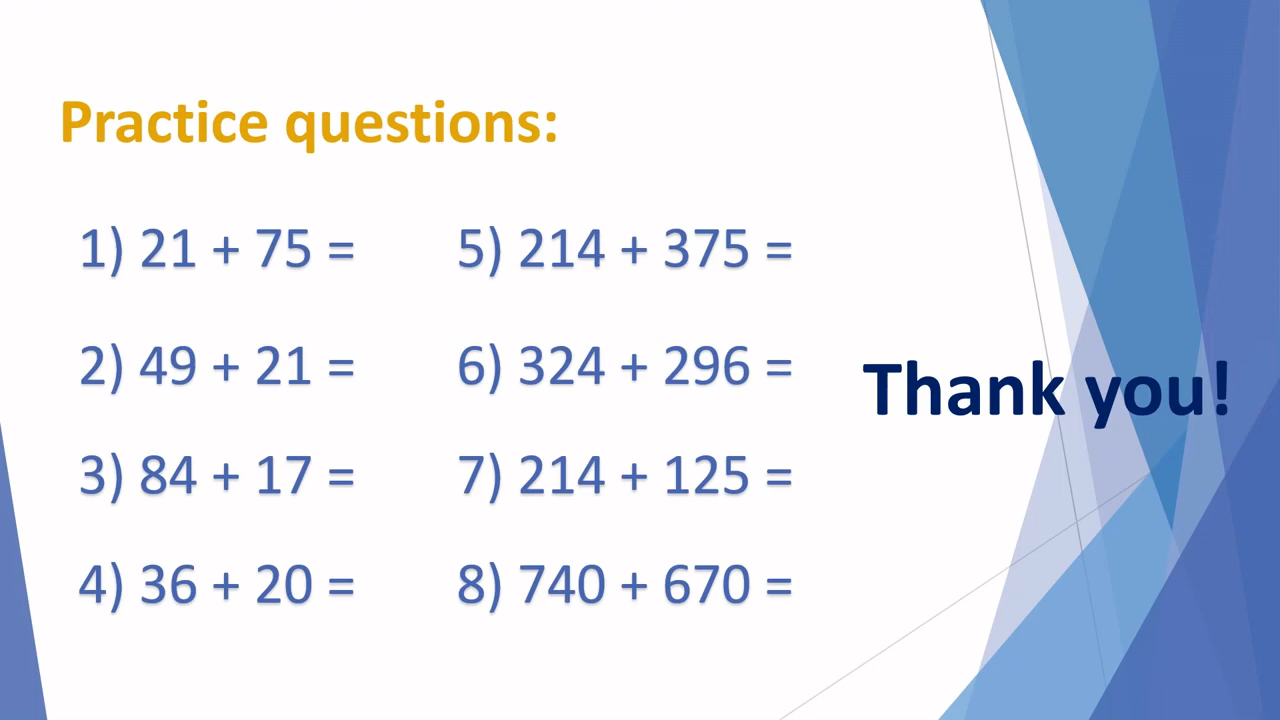 Practice questions:
1) 21 + 75 =
2) 49 + 21 =
3) 84 + 17 =
4) 36 + 20 =
5) 214 + 375 =
6) 324 + 296 =
7) 214 + 125 =
8) 740 + 670 =
Thank you!